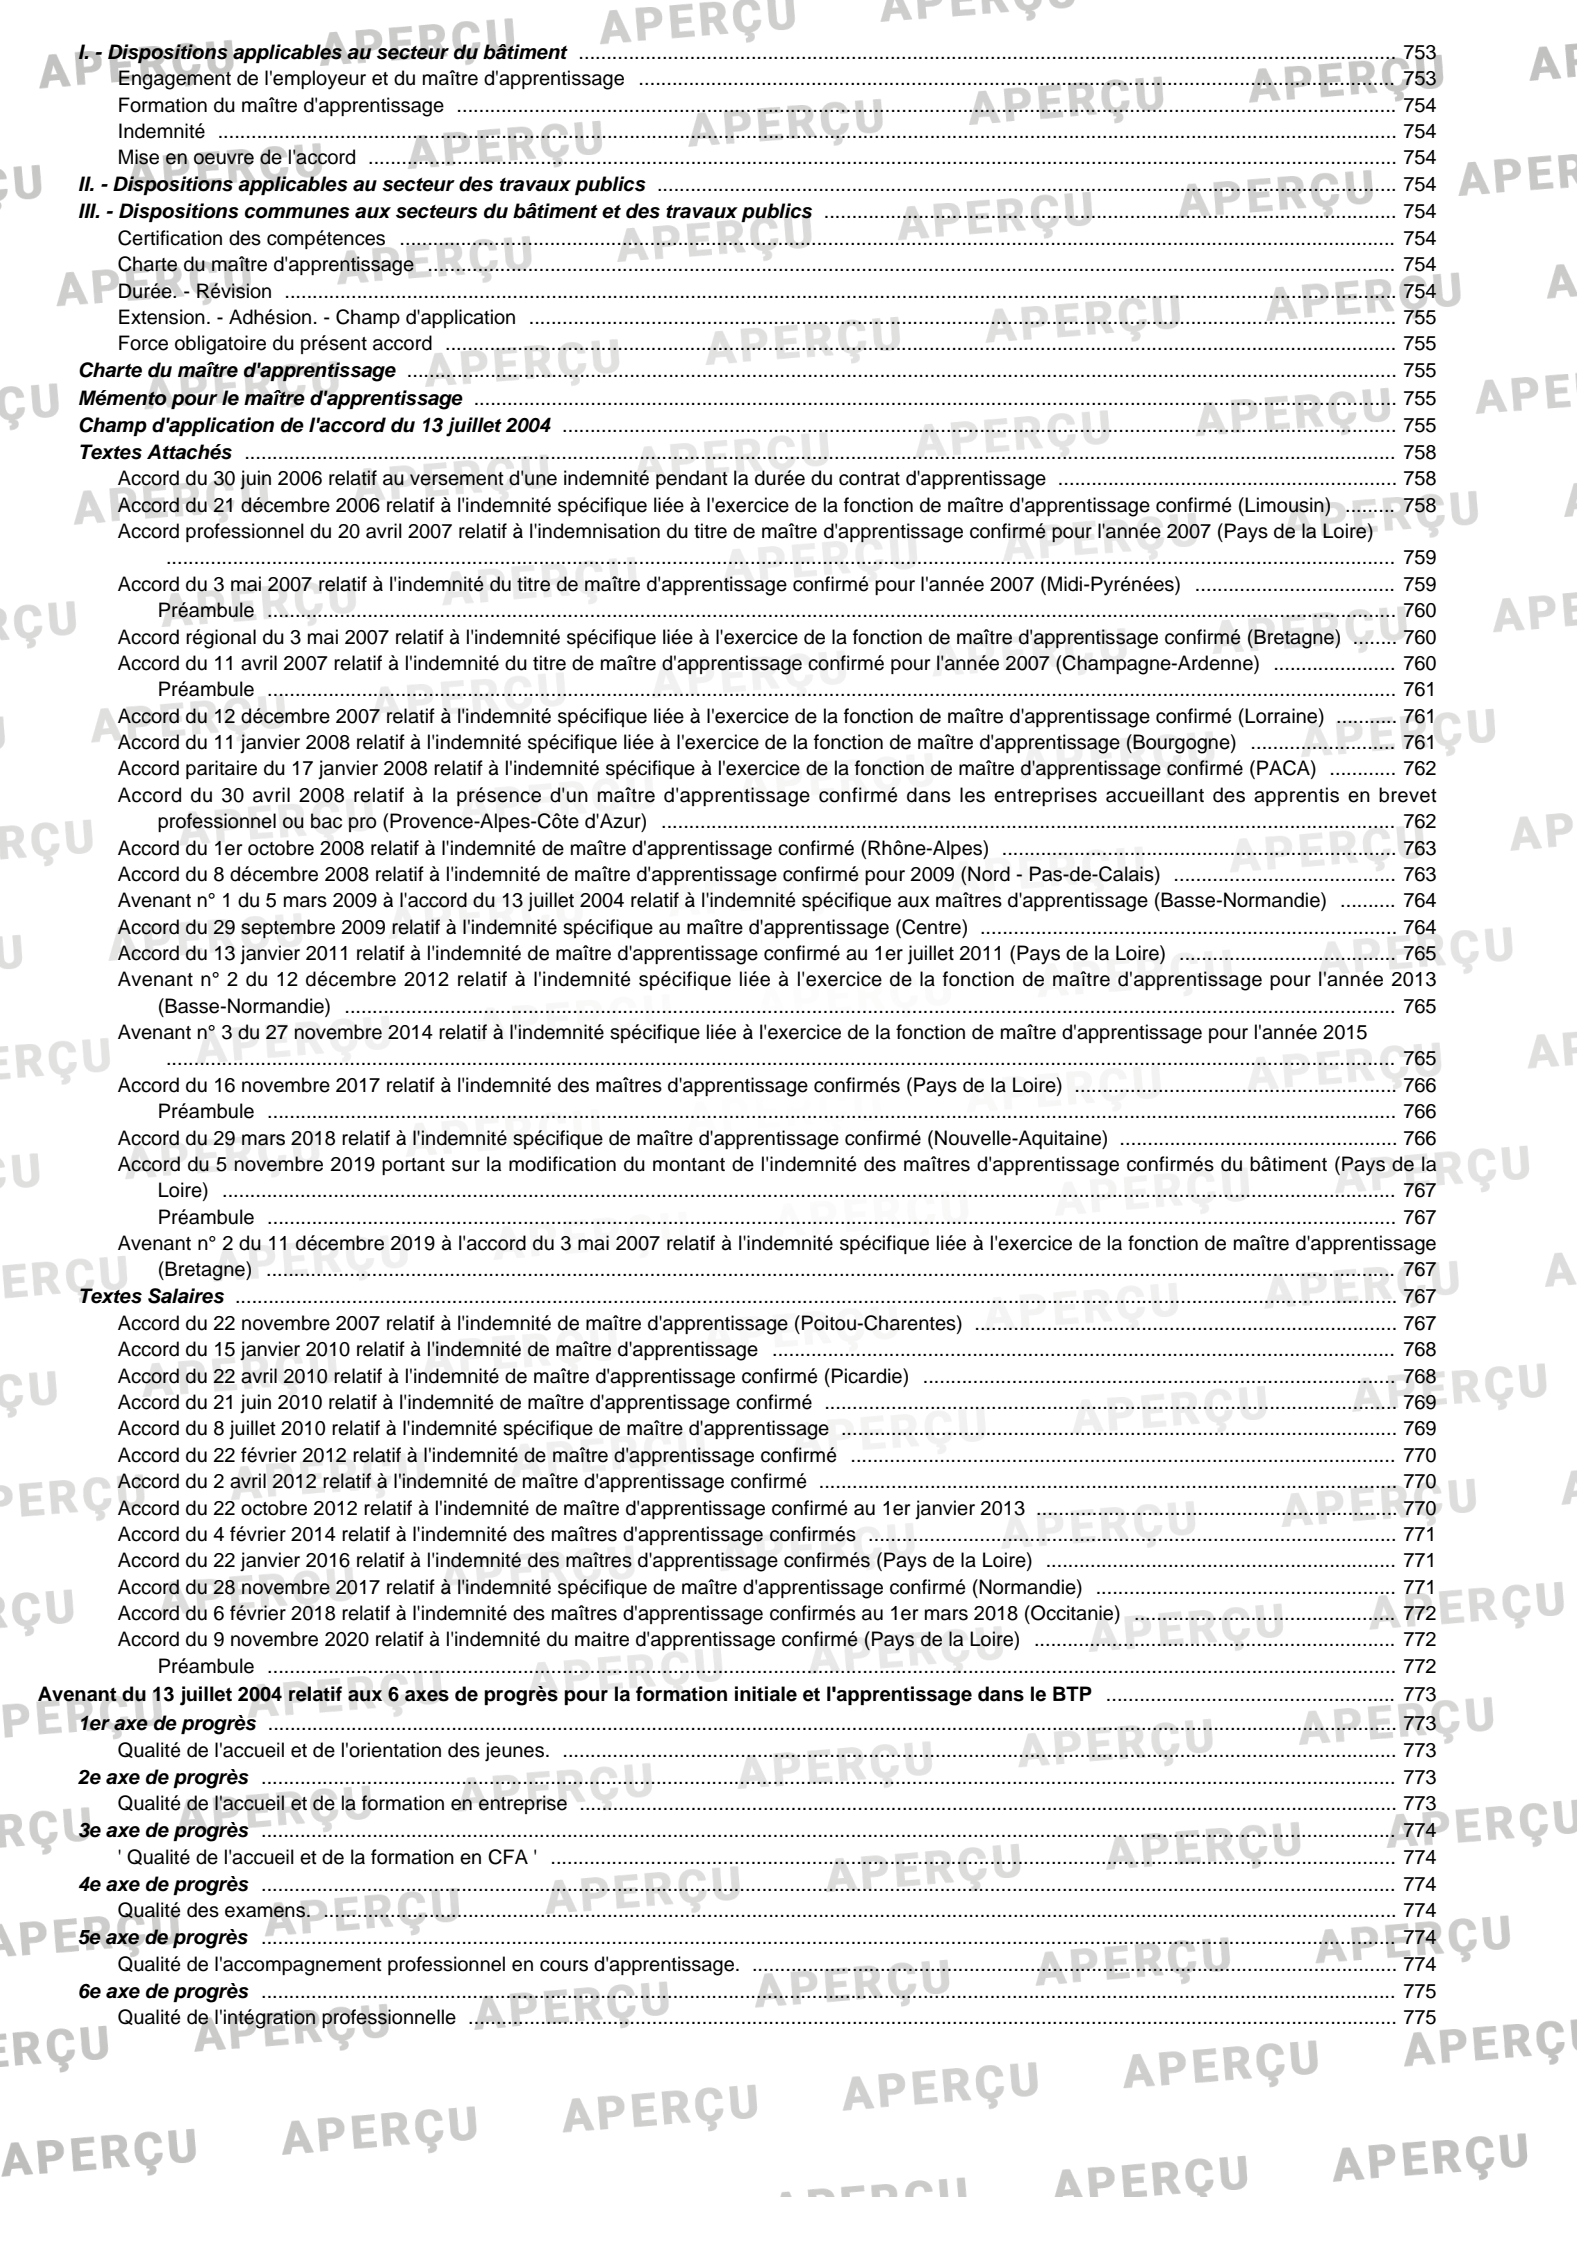 I. - Dispositions applicables au secteur du bâtiment ........ 753
Engagement de l'employeur et du maître d'apprentissage ........ 753
Formation du maître d'apprentissage ........ 754
Indemnité ........ 754
Mise en oeuvre de l'accord ........ 754
II. - Dispositions applicables au secteur des travaux publics ........ 754
III. - Dispositions communes aux secteurs du bâtiment et des travaux publics ........ 754
Certification des compétences ........ 754
Charte du maître d'apprentissage ........ 754
Durée. - Révision ........ 754
Extension. - Adhésion. - Champ d'application ........ 755
Force obligatoire du présent accord ........ 755
Charte du maître d'apprentissage ........ 755
Mémento pour le maître d'apprentissage ........ 755
Champ d'application de l'accord du 13 juillet 2004 ........ 755
Textes Attachés ........ 758
Accord du 30 juin 2006 relatif au versement d'une indemnité pendant la durée du contrat d'apprentissage ........ 758
Accord du 21 décembre 2006 relatif à l'indemnité spécifique liée à l'exercice de la fonction de maître d'apprentissage confirmé (Limousin) ........ 758
Accord professionnel du 20 avril 2007 relatif à l'indemnisation du titre de maître d'apprentissage confirmé pour l'année 2007 (Pays de la Loire)
........ 759
Accord du 3 mai 2007 relatif à l'indemnité du titre de maître d'apprentissage confirmé pour l'année 2007 (Midi-Pyrénées) ........ 759
Préambule ........ 760
Accord régional du 3 mai 2007 relatif à l'indemnité spécifique liée à l'exercice de la fonction de maître d'apprentissage confirmé (Bretagne) ........ 760
Accord du 11 avril 2007 relatif à l'indemnité du titre de maître d'apprentissage confirmé pour l'année 2007 (Champagne-Ardenne) ........ 760
Préambule ........ 761
Accord du 12 décembre 2007 relatif à l'indemnité spécifique liée à l'exercice de la fonction de maître d'apprentissage confirmé (Lorraine) ........ 761
Accord du 11 janvier 2008 relatif à l'indemnité spécifique liée à l'exercice de la fonction de maître d'apprentissage (Bourgogne) ........ 761
Accord paritaire du 17 janvier 2008 relatif à l'indemnité spécifique à l'exercice de la fonction de maître d'apprentissage confirmé (PACA) ........ 762
Accord du 30 avril 2008 relatif à la présence d'un maître d'apprentissage confirmé dans les entreprises accueillant des apprentis en brevet
professionnel ou bac pro (Provence-Alpes-Côte d'Azur) ........ 762
Accord du 1er octobre 2008 relatif à l'indemnité de maître d'apprentissage confirmé (Rhône-Alpes) ........ 763
Accord du 8 décembre 2008 relatif à l'indemnité de maître d'apprentissage confirmé pour 2009 (Nord - Pas-de-Calais) ........ 763
Avenant n° 1 du 5 mars 2009 à l'accord du 13 juillet 2004 relatif à l'indemnité spécifique aux maîtres d'apprentissage (Basse-Normandie) ........ 764
Accord du 29 septembre 2009 relatif à l'indemnité spécifique au maître d'apprentissage (Centre) ........ 764
Accord du 13 janvier 2011 relatif à l'indemnité de maître d'apprentissage confirmé au 1er juillet 2011 (Pays de la Loire) ........ 765
Avenant n° 2 du 12 décembre 2012 relatif à l'indemnité spécifique liée à l'exercice de la fonction de maître d'apprentissage pour l'année 2013
(Basse-Normandie) ........ 765
Avenant n° 3 du 27 novembre 2014 relatif à l'indemnité spécifique liée à l'exercice de la fonction de maître d'apprentissage pour l'année 2015
........ 765
Accord du 16 novembre 2017 relatif à l'indemnité des maîtres d'apprentissage confirmés (Pays de la Loire) ........ 766
Préambule ........ 766
Accord du 29 mars 2018 relatif à l'indemnité spécifique de maître d'apprentissage confirmé (Nouvelle-Aquitaine) ........ 766
Accord du 5 novembre 2019 portant sur la modification du montant de l'indemnité des maîtres d'apprentissage confirmés du bâtiment (Pays de la
Loire) ........ 767
Préambule ........ 767
Avenant n° 2 du 11 décembre 2019 à l'accord du 3 mai 2007 relatif à l'indemnité spécifique liée à l'exercice de la fonction de maître d'apprentissage
(Bretagne) ........ 767
Textes Salaires ........ 767
Accord du 22 novembre 2007 relatif à l'indemnité de maître d'apprentissage (Poitou-Charentes) ........ 767
Accord du 15 janvier 2010 relatif à l'indemnité de maître d'apprentissage ........ 768
Accord du 22 avril 2010 relatif à l'indemnité de maître d'apprentissage confirmé (Picardie) ........ 768
Accord du 21 juin 2010 relatif à l'indemnité de maître d'apprentissage confirmé ........ 769
Accord du 8 juillet 2010 relatif à l'indemnité spécifique de maître d'apprentissage ........ 769
Accord du 22 février 2012 relatif à l'indemnité de maître d'apprentissage confirmé ........ 770
Accord du 2 avril 2012 relatif à l'indemnité de maître d'apprentissage confirmé ........ 770
Accord du 22 octobre 2012 relatif à l'indemnité de maître d'apprentissage confirmé au 1er janvier 2013 ........ 770
Accord du 4 février 2014 relatif à l'indemnité des maîtres d'apprentissage confirmés ........ 771
Accord du 22 janvier 2016 relatif à l'indemnité des maîtres d'apprentissage confirmés (Pays de la Loire) ........ 771
Accord du 28 novembre 2017 relatif à l'indemnité spécifique de maître d'apprentissage confirmé (Normandie) ........ 771
Accord du 6 février 2018 relatif à l'indemnité des maîtres d'apprentissage confirmés au 1er mars 2018 (Occitanie) ........ 772
Accord du 9 novembre 2020 relatif à l'indemnité du maitre d'apprentissage confirmé (Pays de la Loire) ........ 772
Préambule ........ 772
Avenant du 13 juillet 2004 relatif aux 6 axes de progrès pour la formation initiale et l'apprentissage dans le BTP ........ 773
1er axe de progrès ........ 773
Qualité de l'accueil et de l'orientation des jeunes. ........ 773
2e axe de progrès ........ 773
Qualité de l'accueil et de la formation en entreprise ........ 773
3e axe de progrès ........ 774
' Qualité de l'accueil et de la formation en CFA ' ........ 774
4e axe de progrès ........ 774
Qualité des examens. ........ 774
5e axe de progrès ........ 774
Qualité de l'accompagnement professionnel en cours d'apprentissage. ........ 774
6e axe de progrès ........ 775
Qualité de l'intégration professionnelle ........ 775
APERÇU